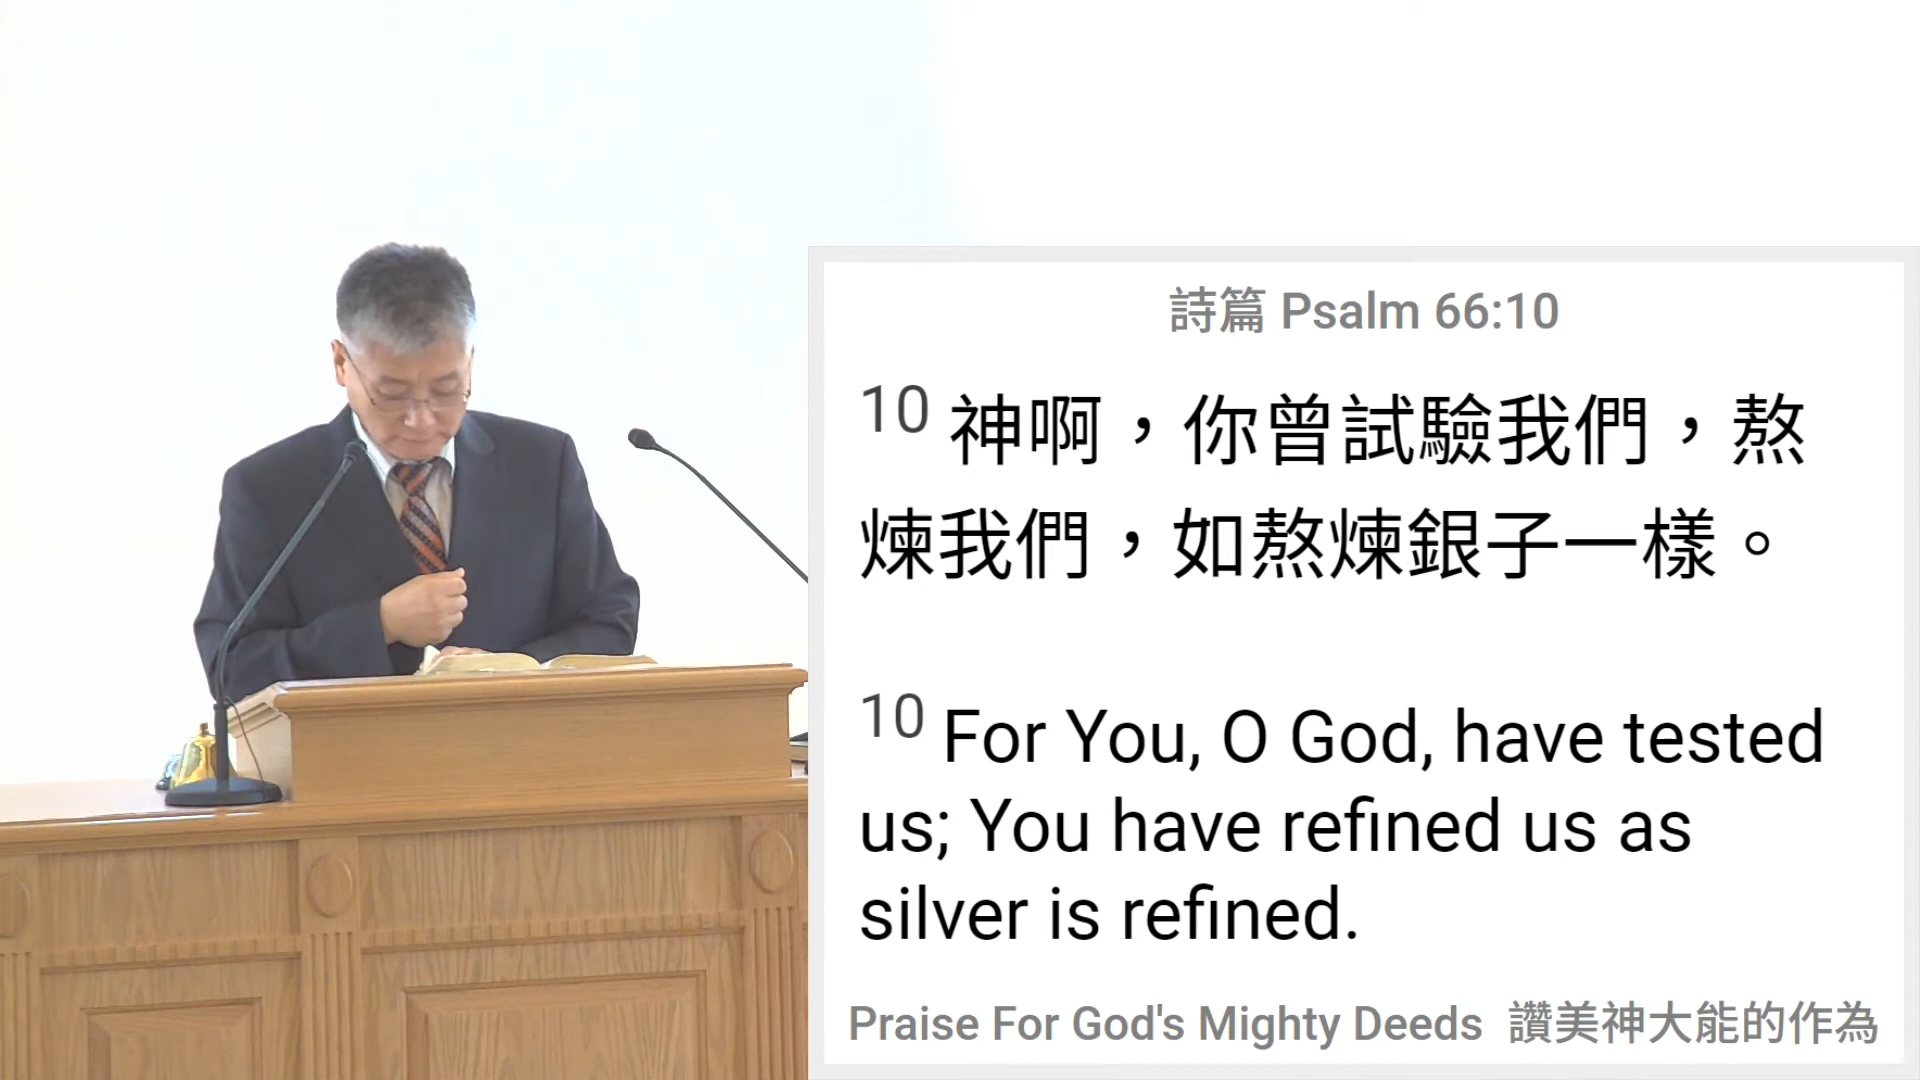 詩篇 Psalm 66:10
10 神啊，你曾試驗我們，熬
煉我們，如熬煉銀子一樣。
10 For You, O God, have tested
us; You have refined us as
silver is refined.
Praise For God's Mighty Deeds 讚美神大能的作為